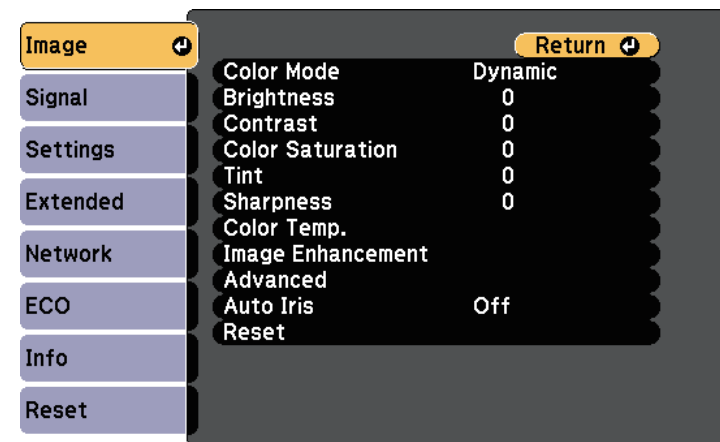 Image
Signal
Settings
Extended
Network
ECO
Info
Reset
Return
Color Mode Dynamic
Brightness 0
Contrast 0
Color Saturation 0
Tint 0
Sharpness 0
Color Temp.
Image Enhancement
Advanced
Auto Iris Off
Reset